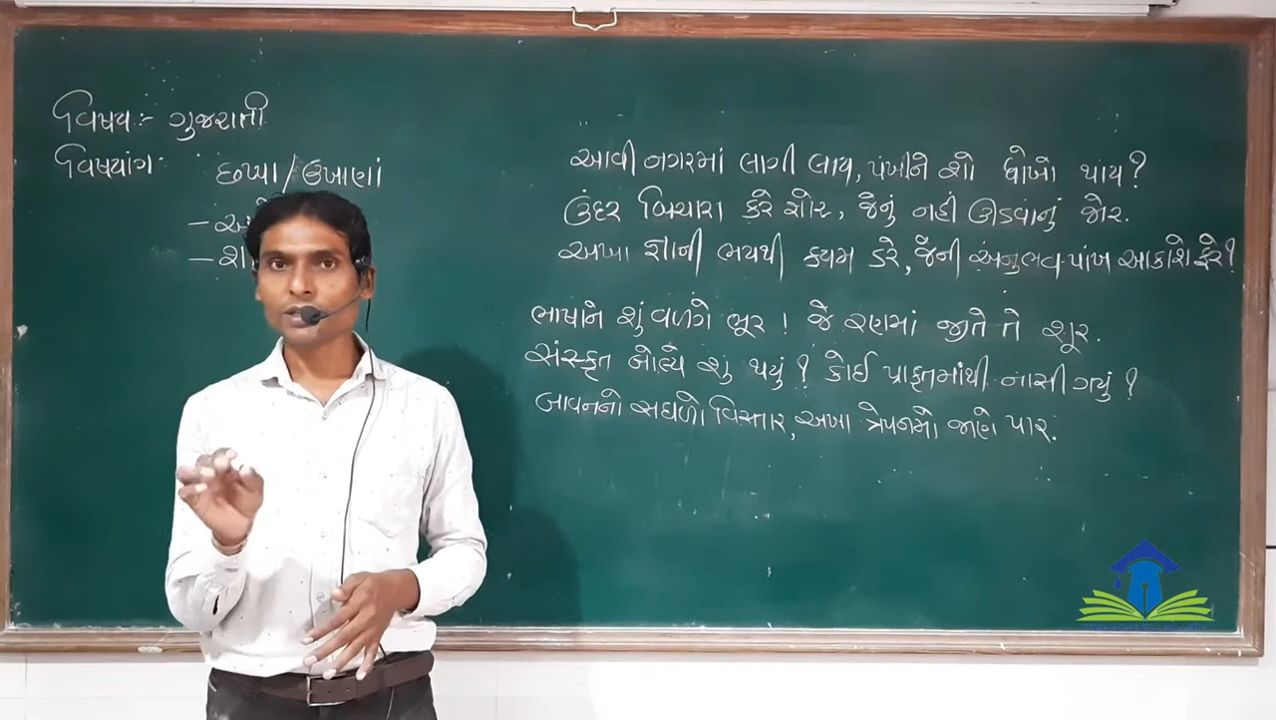 વિષય:- ગુજરાતી
વિષયાંગ:
છપ્પા/ઉખાણાં
આવી નગરમાં લાગી લાય, પંખીને શો ધોખો થાય?
ઉંદર બિચારા કરે શોર, જેનું નહીં ઊડવાનું જોર.
અખા જ્ઞાની ભયથી ક્યમ ડરે, જેની અનુભવ-પાંખ આકાશે ફરે?
ભાષાને શું વળગે ભૂર! જે રણમાં જીતે તે શૂર.
સંસ્કૃત બોલ્યે શું થયું? કોઈ પ્રાકૃતમાંથી નાસી ગયું?
બાવનનો સઘળો વિસ્તાર, અખા ત્રેપનમો જાણે પાર.